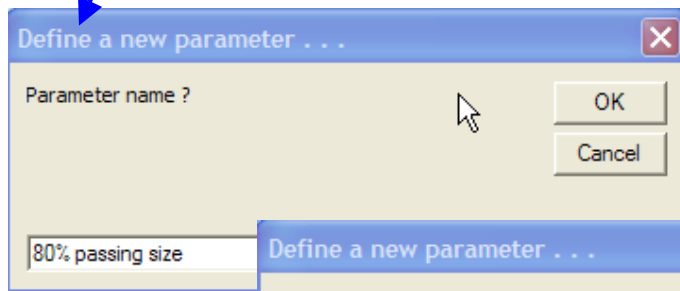 Define a new parameter . . .
Parameter name ?
OK
Cancel
80% passing size
Define a new parameter . . .